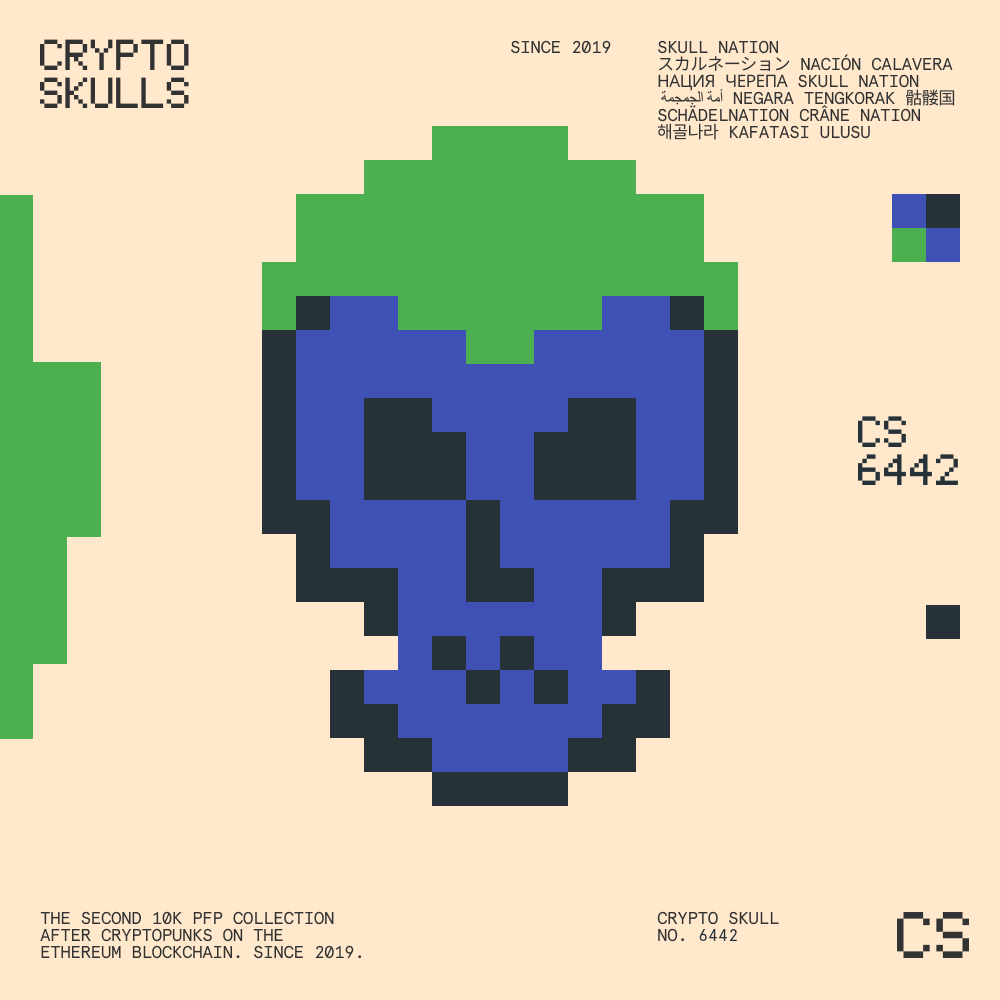 CRYPTO
SKULLS
SINCE 2019
SKULL NATION
スカルネーション NACIÓN CALAVERA
НАЦИЯ ЧЕРЕПА SKULL NATION
أمة الجمجمة NEGARA TENGKORAK 骷髅国
SCHÄDELNATION CRÂNE NATION
해골나라 KAFATASI ULUSU
CS
6442
THE SECOND 10K PFP COLLECTION
AFTER CRYPTOPUNKS ON THE
ETHEREUM BLOCKCHAIN. SINCE 2019.
CRYPTO SKULL
NO. 6442
CS